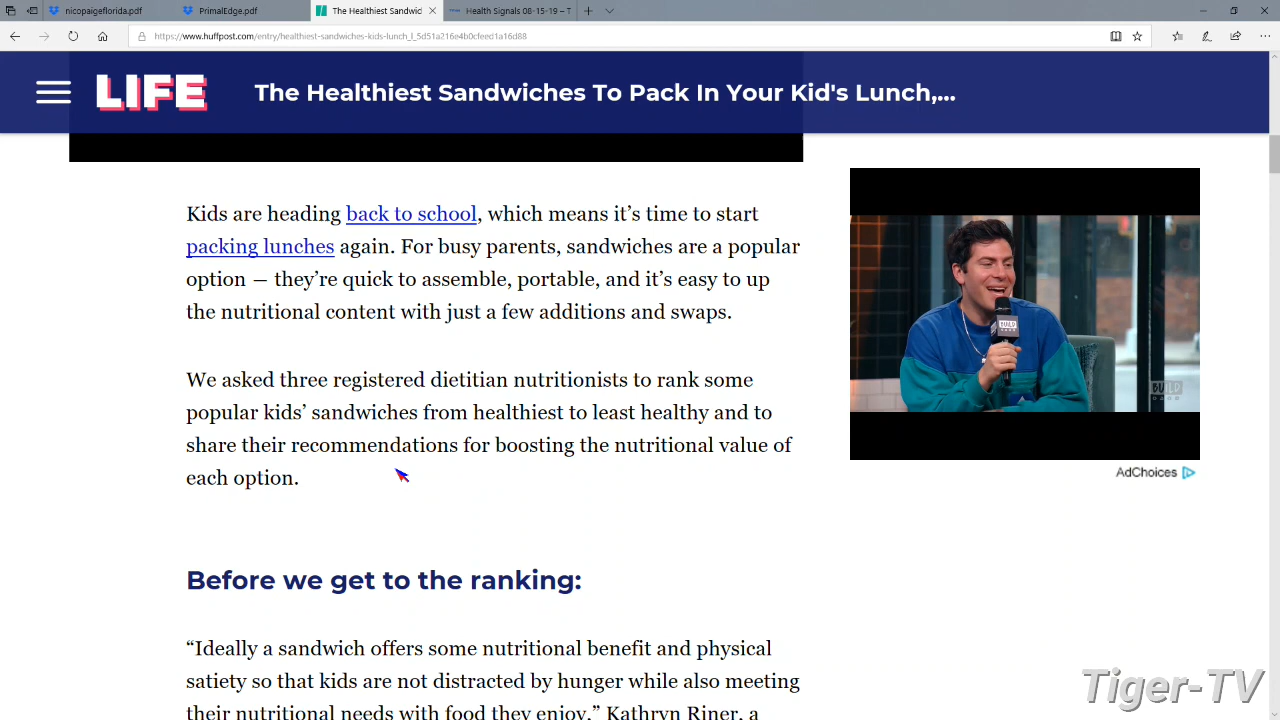 nicopaigeflorida.pdf
PrimalEdge.pdf
The Healthiest Sandwic
Health Signals 08-15-19 – T
https://www.huffpost.com/entry/healthiest-sandwiches-kids-lunch_l_5d51a216e4b0cfeed1a16d88
LIFE
The Healthiest Sandwiches To Pack In Your Kid's Lunch,...
Kids are heading back to school, which means it’s time to start
packing lunches again. For busy parents, sandwiches are a popular
option — they’re quick to assemble, portable, and it’s easy to up
the nutritional content with just a few additions and swaps.
We asked three registered dietitian nutritionists to rank some
popular kids’ sandwiches from healthiest to least healthy and to
share their recommendations for boosting the nutritional value of
each option.
BUILD
BUILD
AdChoices
Before we get to the ranking:
“Ideally a sandwich offers some nutritional benefit and physical
satiety so that kids are not distracted by hunger while also meeting
their nutritional needs with food they enjoy,” Kathryn Riner, a
Tiger-TV